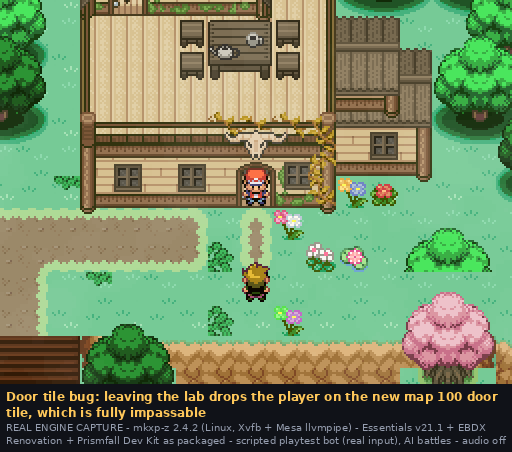 Door tile bug: leaving the lab drops the player on the new map 100 door
tile, which is fully impassable
REAL ENGINE CAPTURE - mkxp-z 2.4.2 (Linux, Xvfb + Mesa llvmpipe) - Essentials v21.1 + EBDX
Renovation + Prismfall Dev Kit as packaged - scripted playtest bot (real input), AI battles - audio off